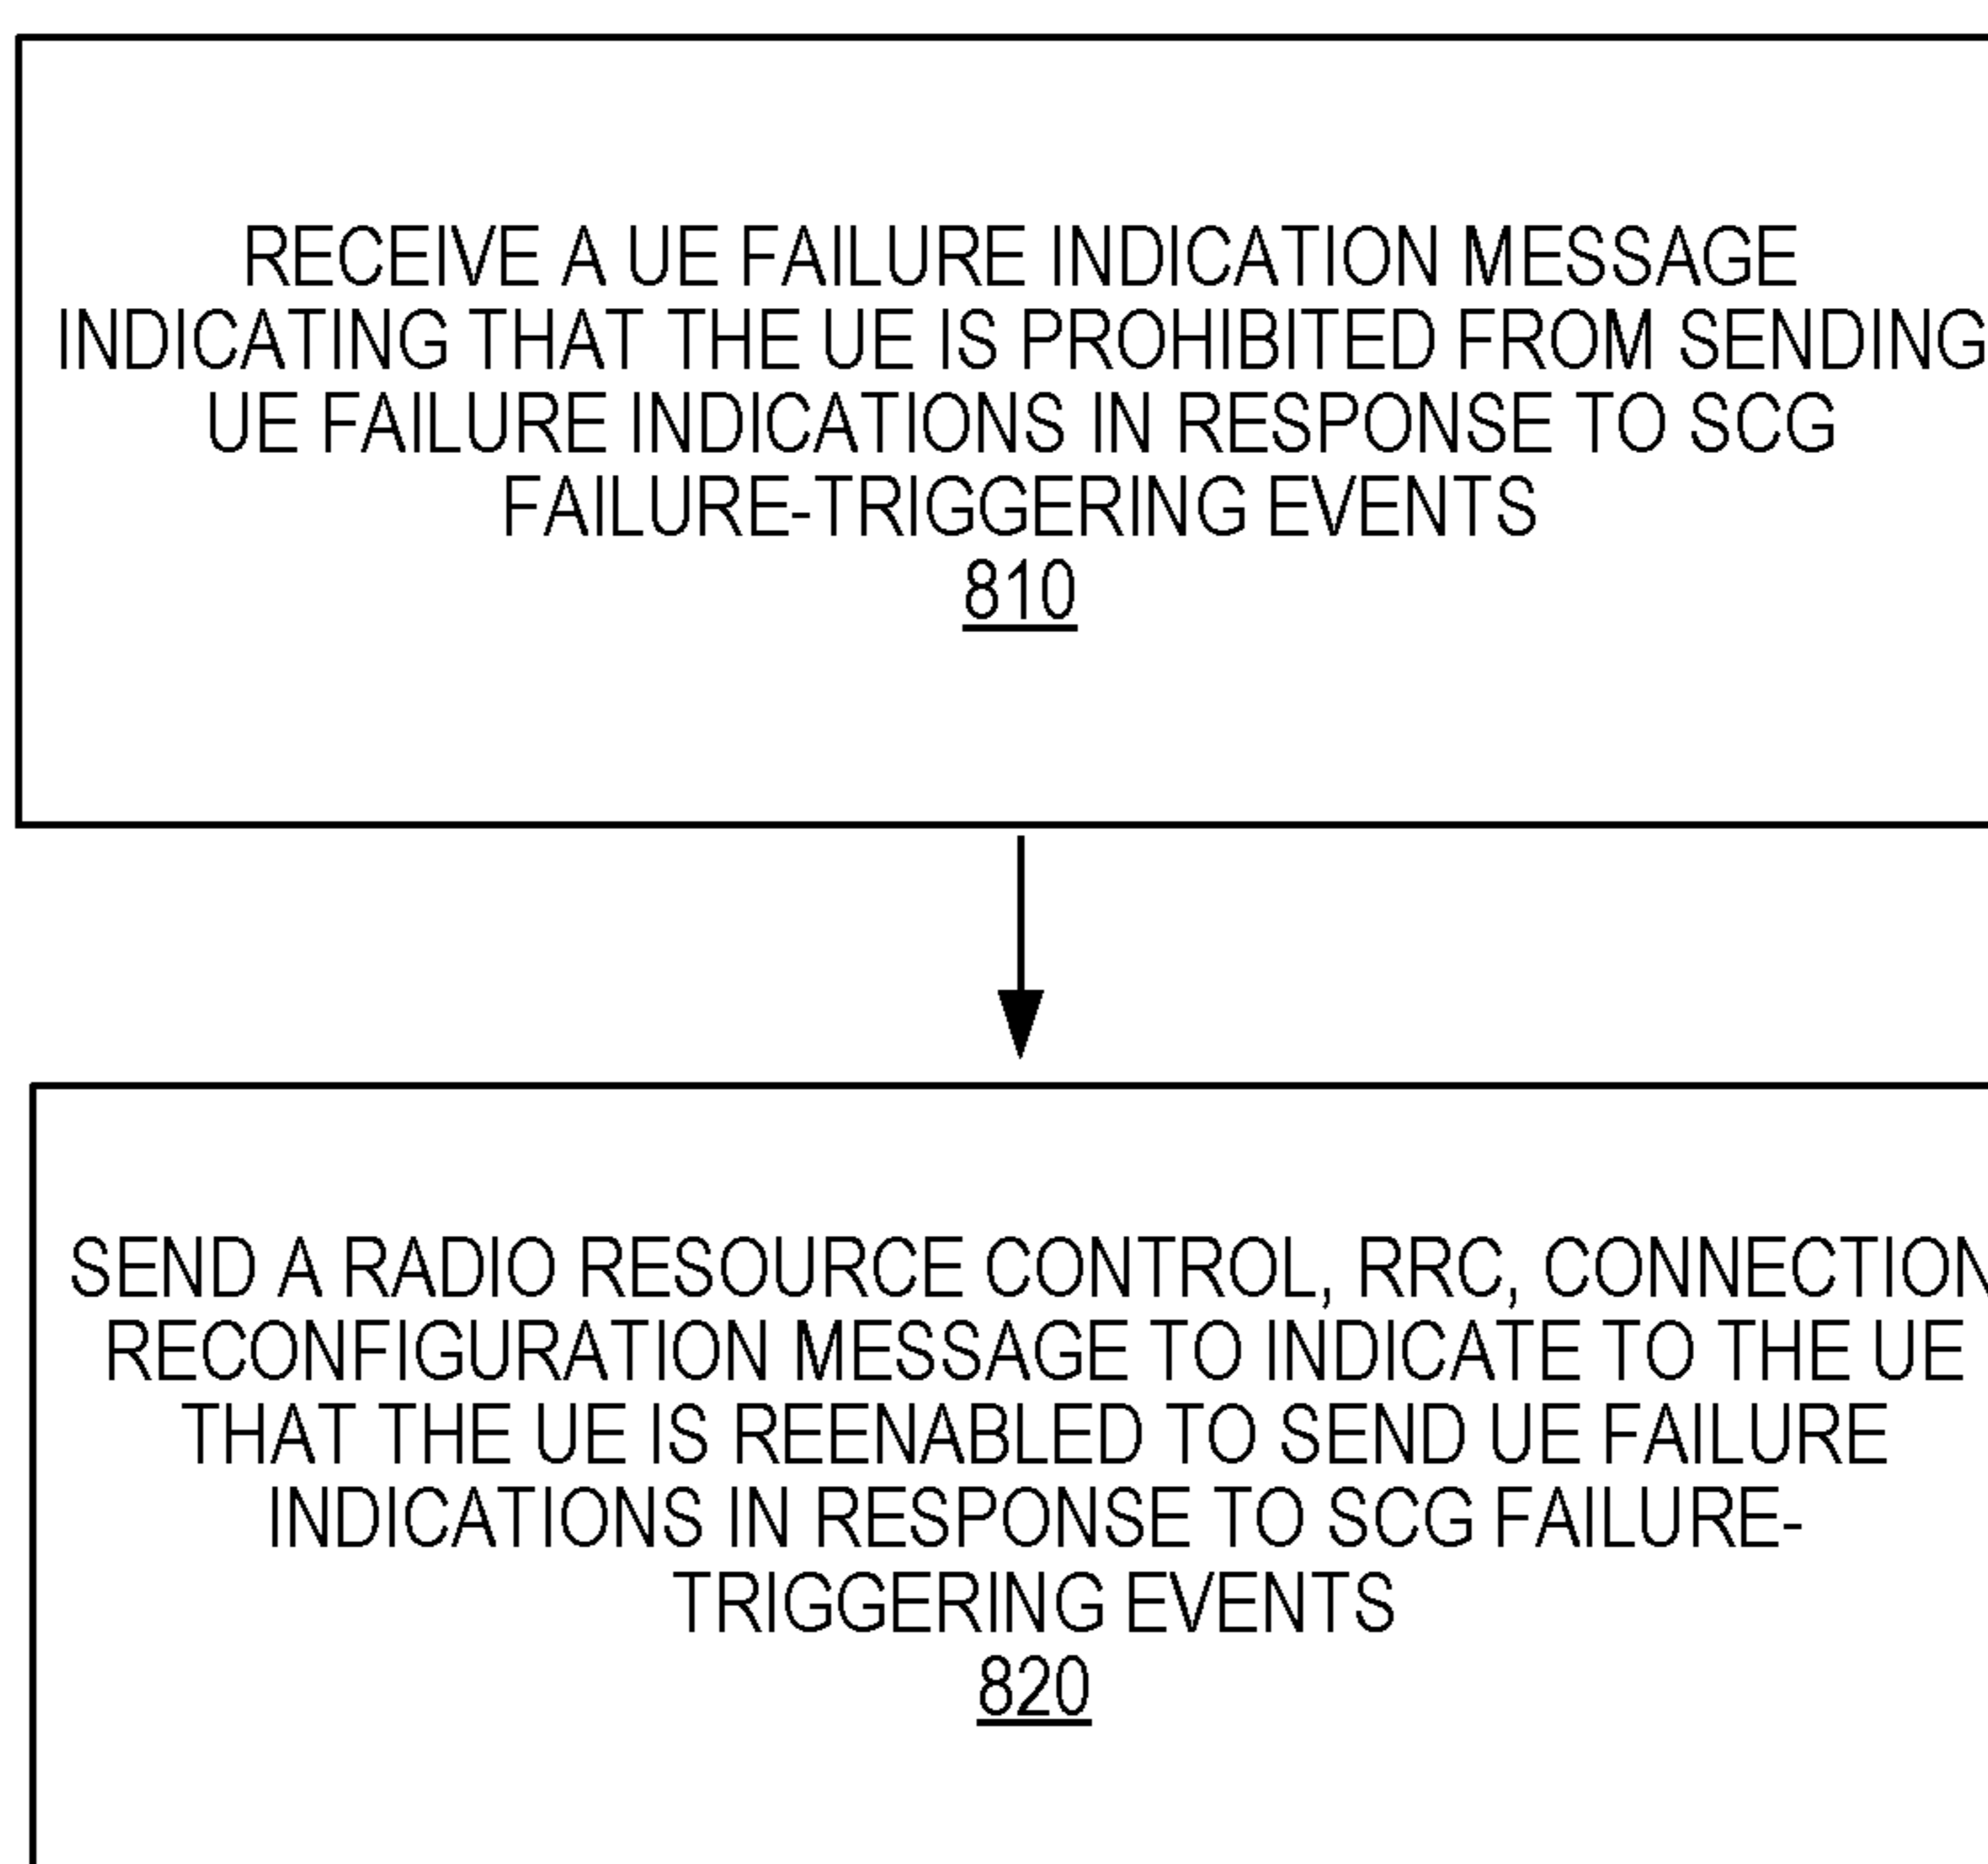 RECEIVE A UE FAILURE INDICATION MESSAGE
INDICATING THAT THE UE IS PROHIBITED FROM SENDING
UE FAILURE INDICATIONS IN RESPONSE TO SCG
FAILURE-TRIGGERING EVENTS
810
SEND A RADIO RESOURCE CONTROL, RRC, CONNECTION
RECONFIGURATION MESSAGE TO INDICATE TO THE UE
THAT THE UE IS REENABLED TO SEND UE FAILURE
INDICATIONS IN RESPONSE TO SCG FAILURE-
TRIGGERING EVENTS
820